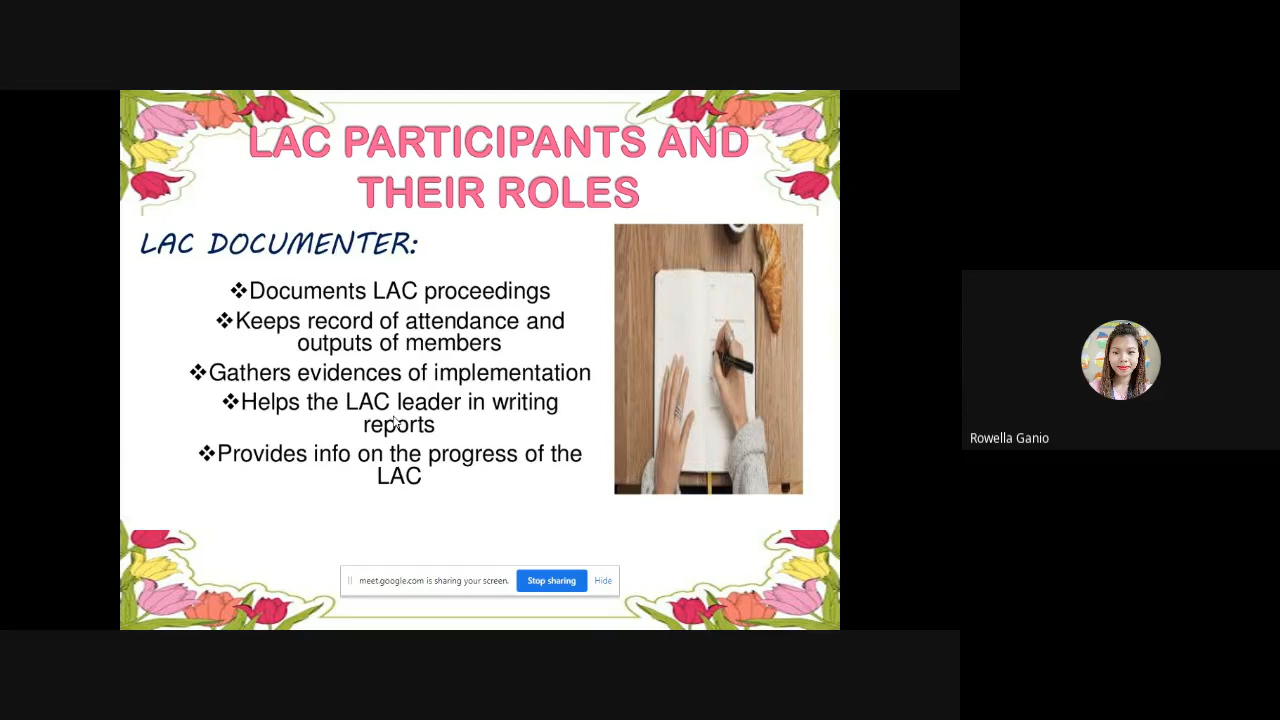 LAC PARTICIPANTS AND
THEIR ROLES
LAC DOCUMENTER:
❖Documents LAC proceedings
❖Keeps record of attendance and
outputs of members
❖Gathers evidences of implementation
❖Helps the LAC leader in writing
reports
❖Provides info on the progress of the
LAC
meet.google.com is sharing your screen. Stop sharing Hide
Rowella Ganio